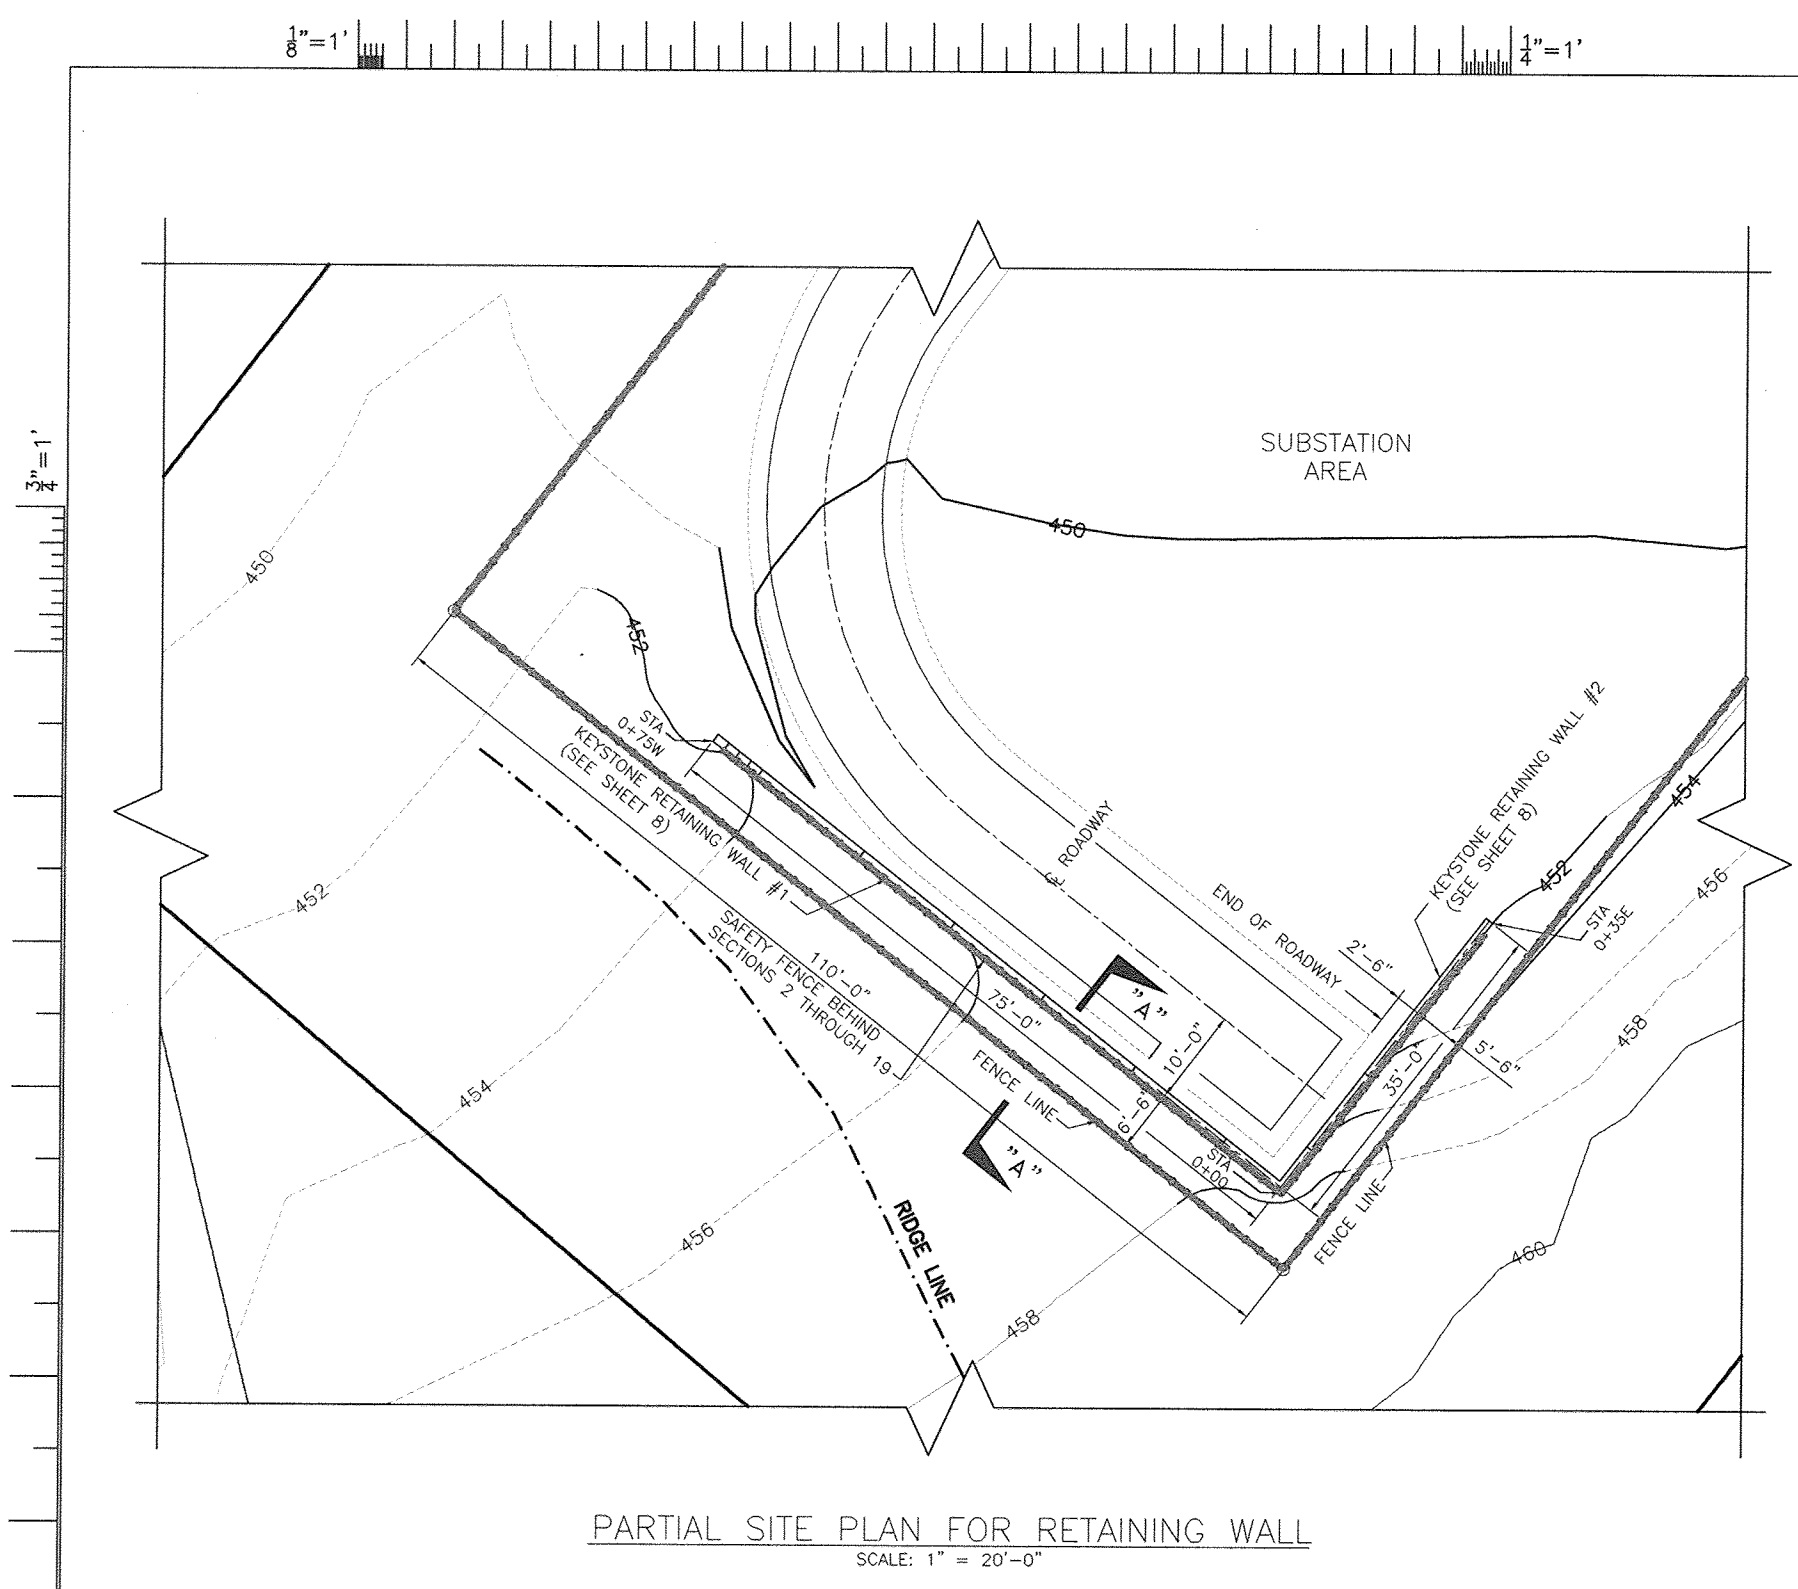 1/8"=1'
1/4"=1'
3/4"=1'
SUBSTATION
AREA
450
450
452
STA
0+75W
KEYSTONE RETAINING WALL #1
(SEE SHEET 8)
KEYSTONE RETAINING WALL #2
(SEE SHEET 8)
454
452
456
STA
0+35E
℄ ROADWAY
END OF ROADWAY
2'-6"
452
110'-0"
SAFETY FENCE BEHIND
SECTIONS 2 THROUGH 19
75'-0"
"A"
10'-0"
6'-6"
35'-0"
5'-6"
458
FENCE LINE
454
"A"
STA
0+00
FENCE LINE
RIDGE LINE
456
460
458
PARTIAL SITE PLAN FOR RETAINING WALL
SCALE: 1" = 20'-0"